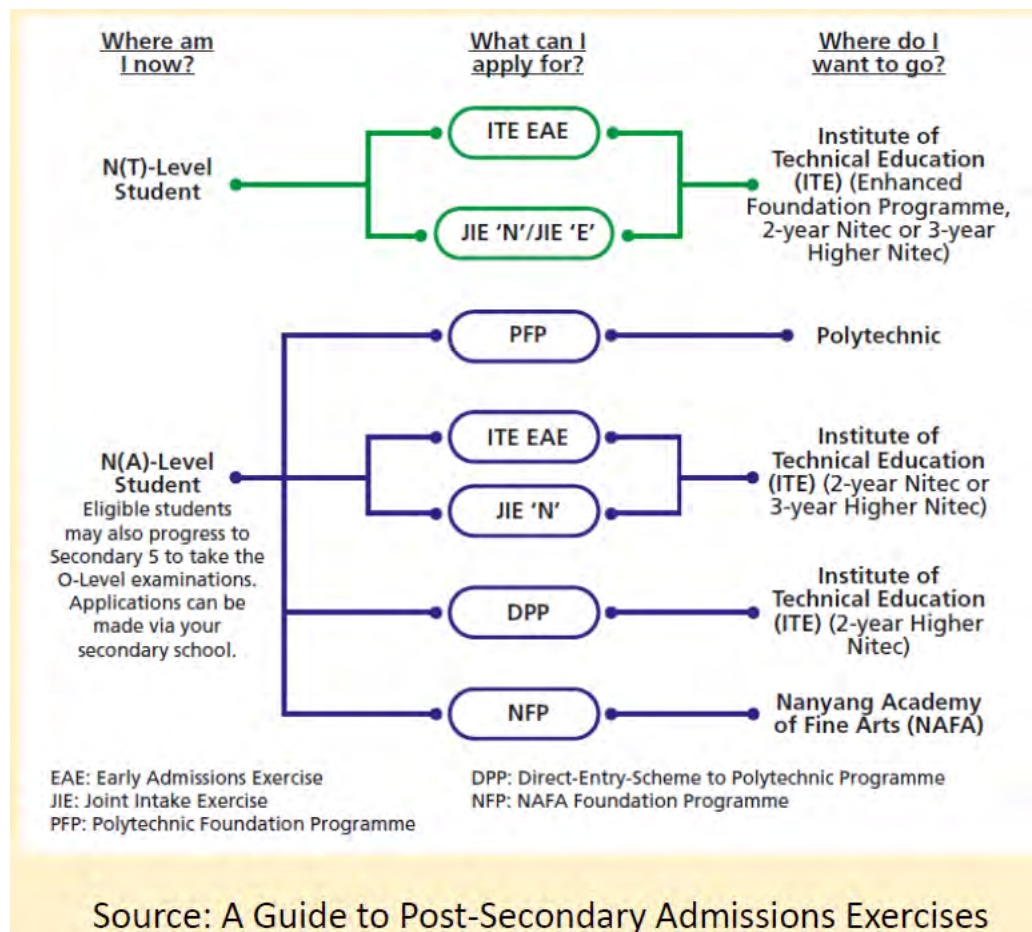 Where am
I now?
What can I
apply for?
Where do I
want to go?
N(T)-Level
Student
ITE EAE
JIE 'N'/JIE 'E'
Institute of
Technical Education
(ITE) (Enhanced
Foundation Programme,
2-year Nitec or 3-year
Higher Nitec)
N(A)-Level
Student
Eligible students
may also progress to
Secondary 5 to take the
O-Level examinations.
Applications can be
made via your
secondary school.
PFP
Polytechnic
ITE EAE
JIE 'N'
Institute of
Technical Education
(ITE) (2-year Nitec or
3-year Higher Nitec)
DPP
Institute of
Technical Education
(ITE) (2-year Higher
Nitec)
NFP
Nanyang Academy
of Fine Arts (NAFA)
EAE: Early Admissions Exercise
JIE: Joint Intake Exercise
PFP: Polytechnic Foundation Programme
DPP: Direct-Entry-Scheme to Polytechnic Programme
NFP: NAFA Foundation Programme
Source: A Guide to Post-Secondary Admissions Exercises